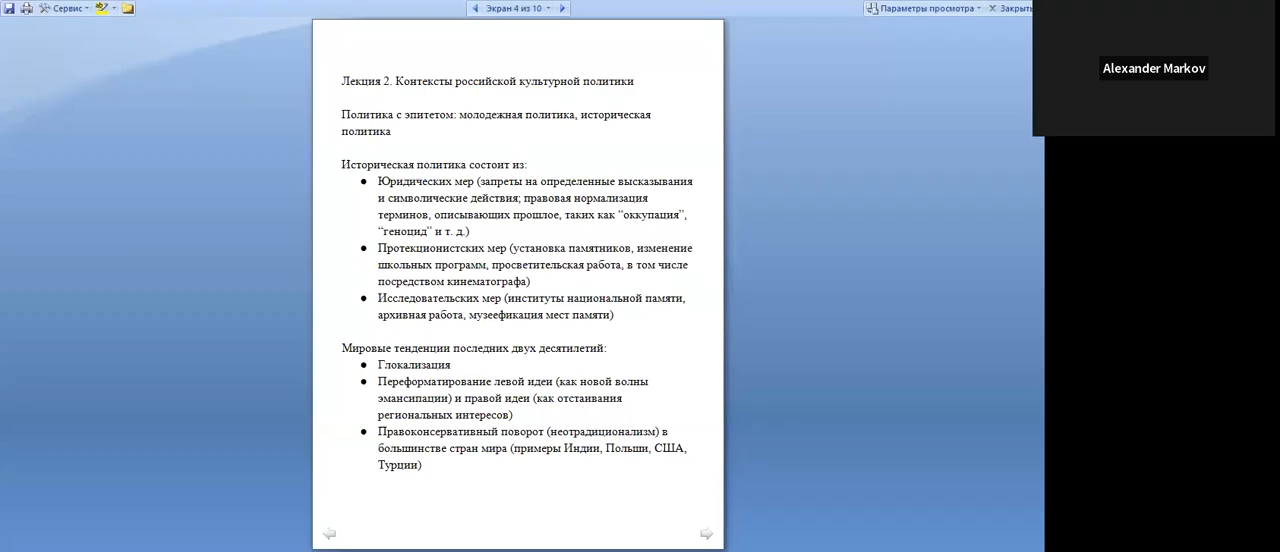 Сервис
Экран 4 из 10
Параметры просмотра
Закрыть
Alexander Markov
Лекция 2. Контексты российской культурной политики
Политика с эпитетом: молодежная политика, историческая
политика
Историческая политика состоит из:
● Юридических мер (запреты на определенные высказывания
и символические действия; правовая нормализация
терминов, описывающих прошлое, таких как “оккупация”,
“геноцид” и т. д.)
● Протекционистских мер (установка памятников, изменение
школьных программ, просветительская работа, в том числе
посредством кинематографа)
● Исследовательских мер (институты национальной памяти,
архивная работа, музеефикация мест памяти)
Мировые тенденции последних двух десятилетий:
● Глокализация
● Переформатирование левой идеи (как новой волны
эмансипации) и правой идеи (как отстаивания
региональных интересов)
● Правоконсервативный поворот (неотрадиционализм) в
большинстве стран мира (примеры Индии, Польши, США,
Турции)